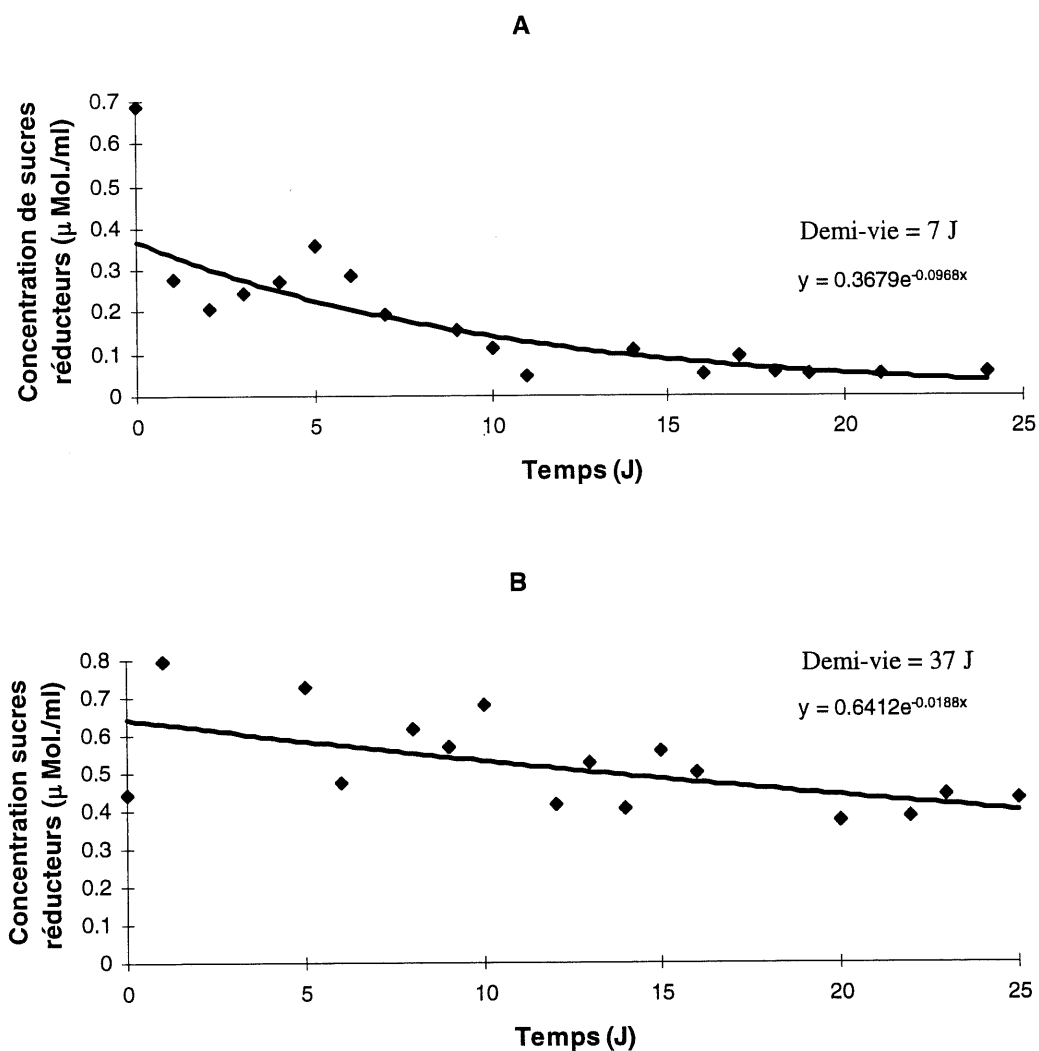 A
Concentration de sucres
réducteurs (µ Mol./ml)
0.7
0.6
0.5
0.4
0.3
0.2
0.1
0
Demi-vie = 7 J
y = 0.3679e^-0.0968x
0 5 10 15 20 25
Temps (J)
B
Concentration sucres
réducteurs (µ Mol./ml)
0.8
0.7
0.6
0.5
0.4
0.3
0.2
0.1
0
Demi-vie = 37 J
y = 0.6412e^-0.0188x
0 5 10 15 20 25
Temps (J)